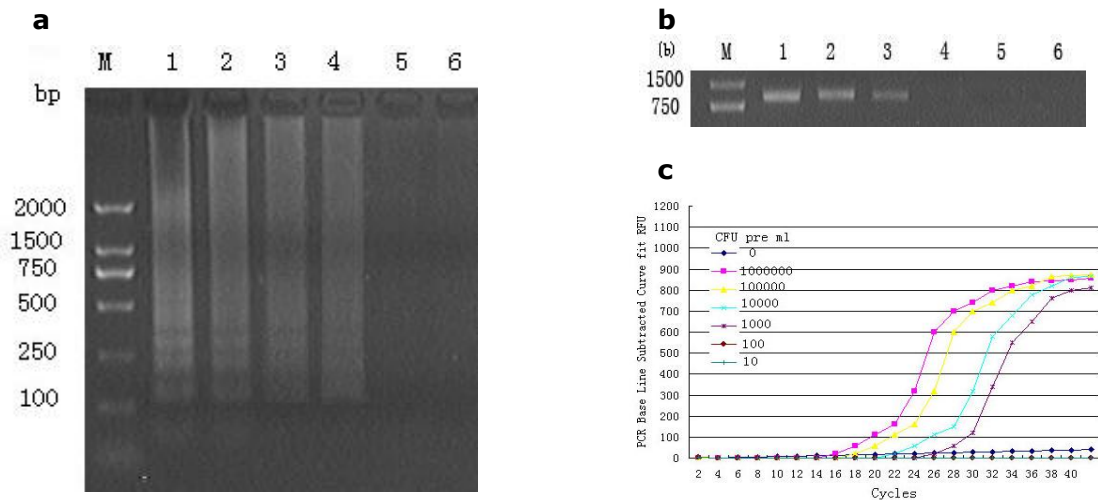 a
M 1 2 3 4 5 6
bp
2000
1500
750
500
250
100
b
(b) M 1 2 3 4 5 6
1500
750
c
PCR Base Line Subtracted Curve fit RFU
1200
1100
1000
900
800
700
600
500
400
300
200
100
0
CFU pre ml
0
1000000
100000
10000
1000
100
10
2 4 6 8 10 12 14 16 18 20 22 24 26 28 30 32 34 36 38 40
Cycles